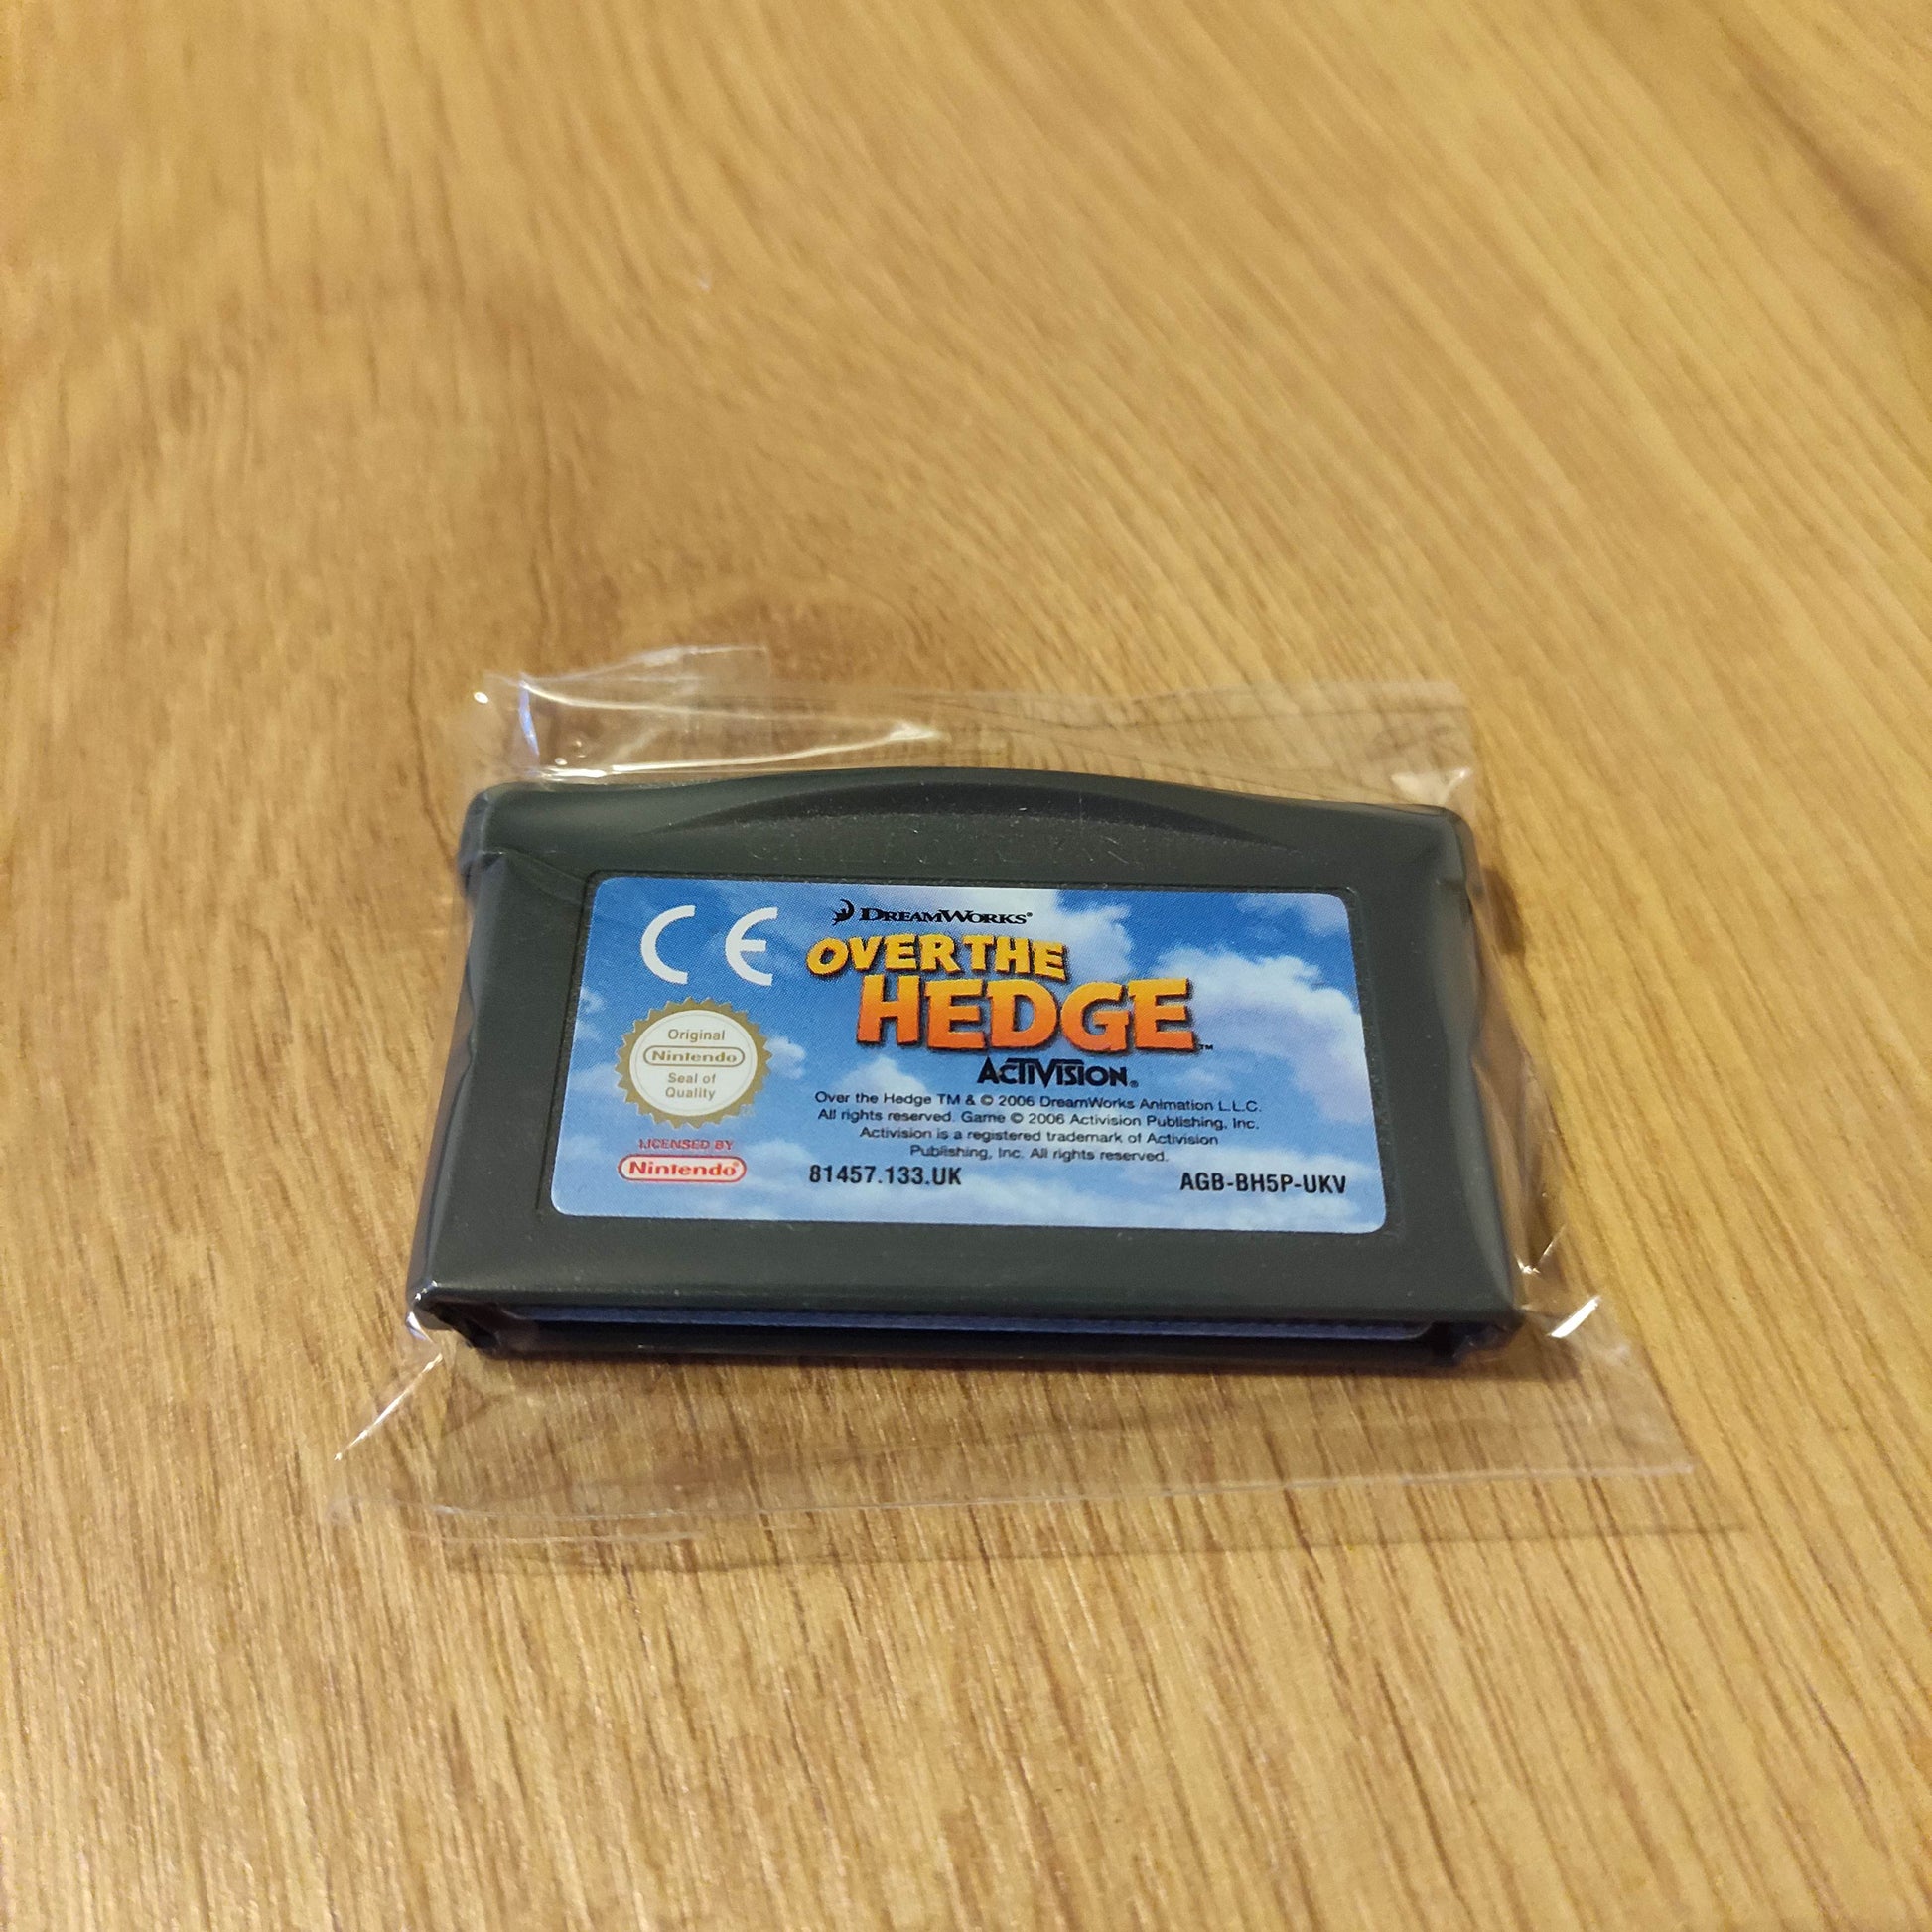 CE
DREAMWORKS®
OVER THE
HEDGE™
ACTIVISION®
Original
Nintendo
Seal of
Quality
LICENSED BY
Nintendo®
Over the Hedge TM & © 2006 DreamWorks Animation L.L.C.
All rights reserved. Game © 2006 Activision Publishing, Inc.
Activision is a registered trademark of Activision
Publishing, Inc. All rights reserved.
81457.133.UK
AGB-BH5P-UKV